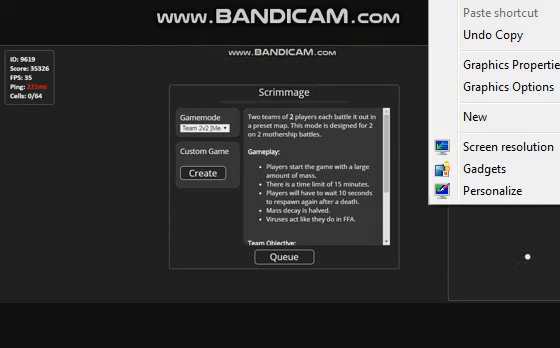 www.BANDICAM.com
www.BANDICAM.com
ID: 9619
Score: 35326
FPS: 35
Ping: 221ms
Cells: 0/64
Scrimmage
Gamemode
Team 2v2 [Me
Custom Game
Create
Two teams of 2 players each battle it out in
a preset map. This mode is designed for 2
on 2 mothership battles.
Gameplay:
Players start the game with a large
amount of mass.
There is a time limit of 15 minutes.
Players will have to wait 10 seconds
to respawn again after a death.
Mass decay is halved.
Viruses act like they do in FFA.
Team Objective:
Queue
Paste shortcut
Undo Copy
Graphics Propertie
Graphics Options
New
Screen resolution
Gadgets
Personalize